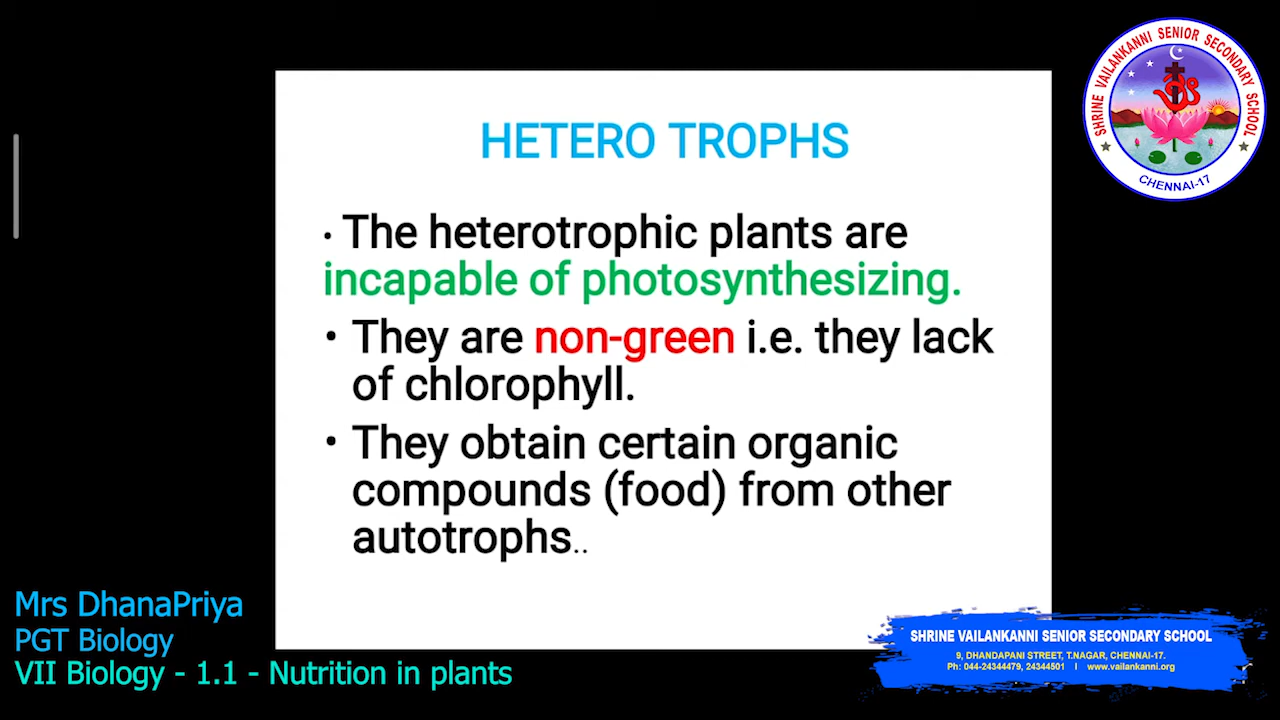 HETERO TROPHS
• The heterotrophic plants are
incapable of photosynthesizing.
• They are non-green i.e. they lack
of chlorophyll.
• They obtain certain organic
compounds (food) from other
autotrophs..
SHRINE VAILANKANNI SENIOR SECONDARY SCHOOL
CHENNAI-17
Mrs DhanaPriya
PGT Biology
VII Biology - 1.1 - Nutrition in plants
SHRINE VAILANKANNI SENIOR SECONDARY SCHOOL
9, DHANDAPANI STREET, T.NAGAR, CHENNAI-17.
Ph: 044-24344479, 24344501 I www.vailankanni.org